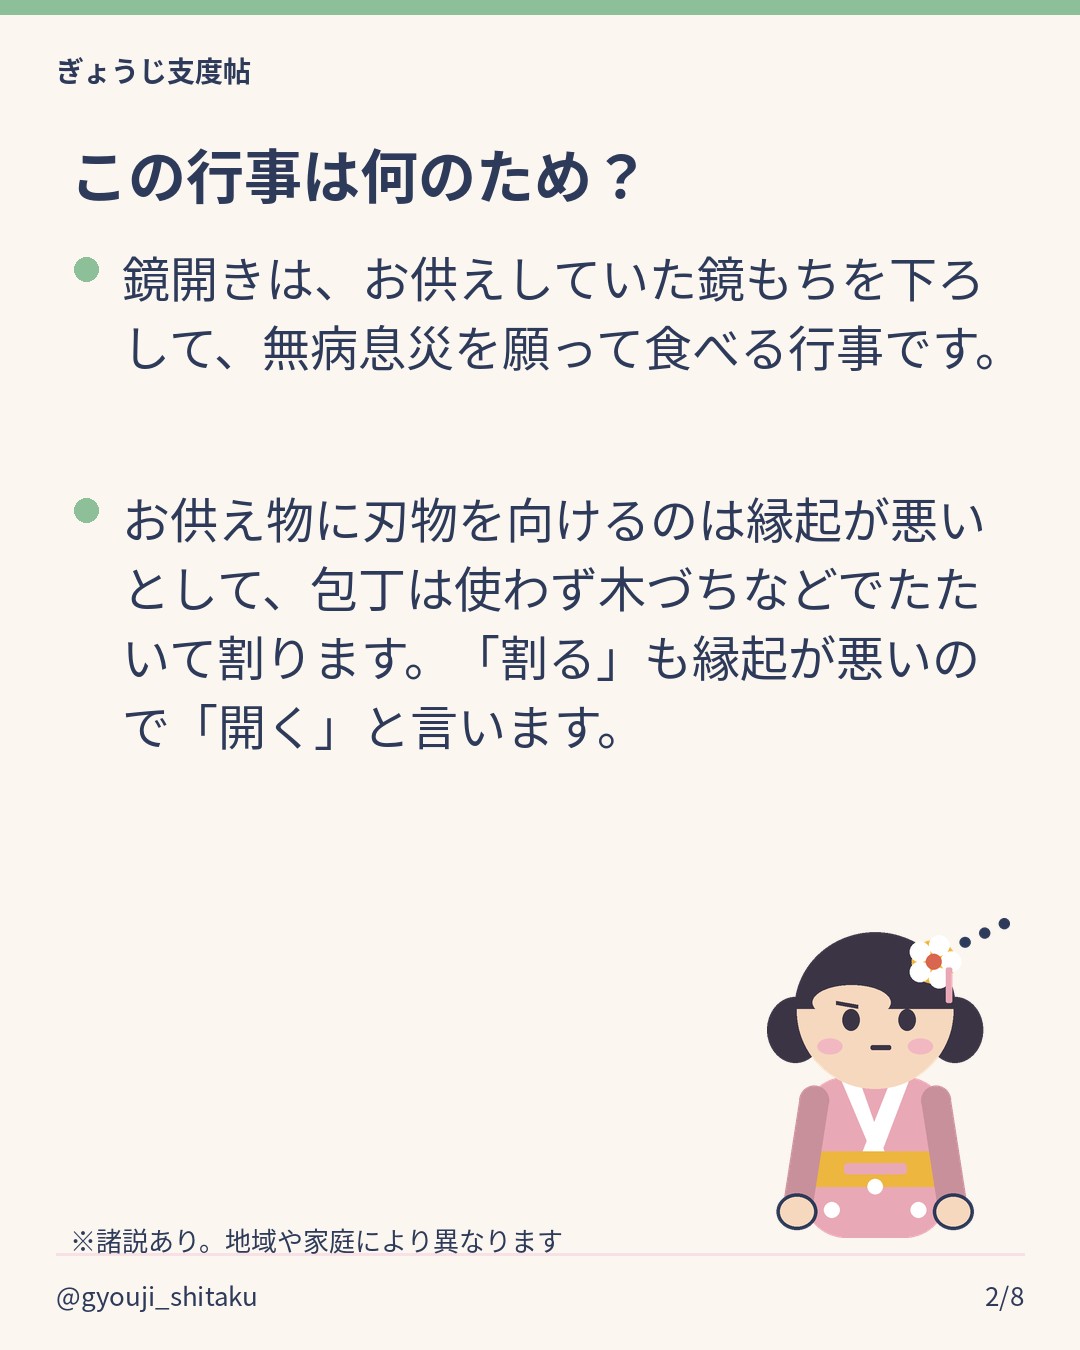 ぎょうじ支度帖
この行事は何のため？
鏡開きは、お供えしていた鏡もちを下ろ
して、無病息災を願って食べる行事です。
お供え物に刃物を向けるのは縁起が悪い
として、包丁は使わず木づちなどでたた
いて割ります。「割る」も縁起が悪いの
で「開く」と言います。
※諸説あり。地域や家庭により異なります
@gyouji_shitaku
2/8